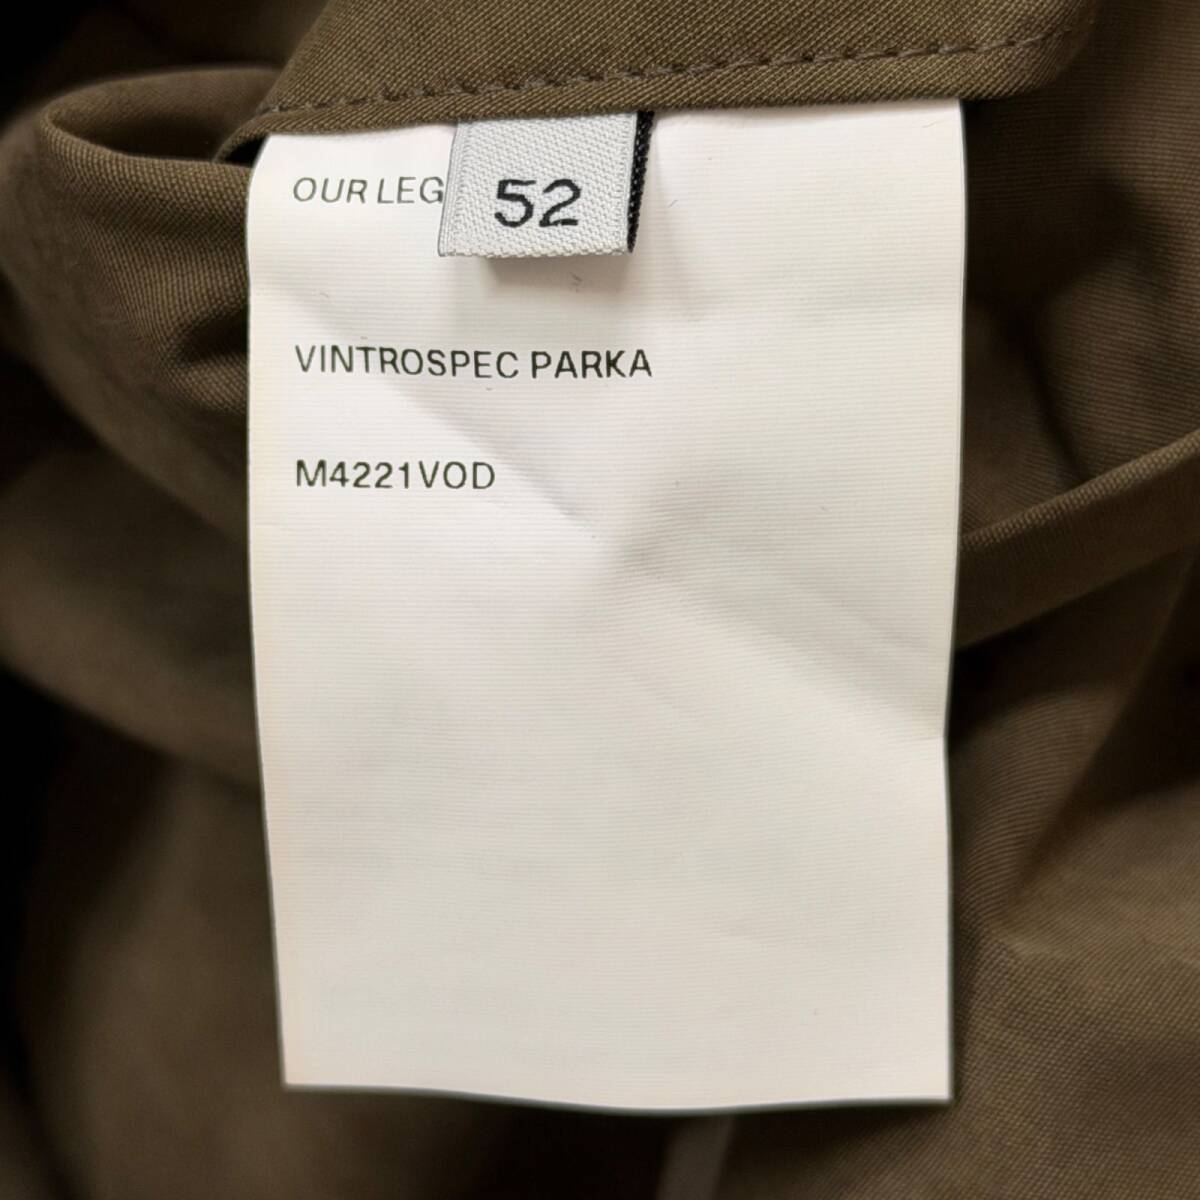 OUR LEG
52
VINTROSPEC PARKA
M4221VOD